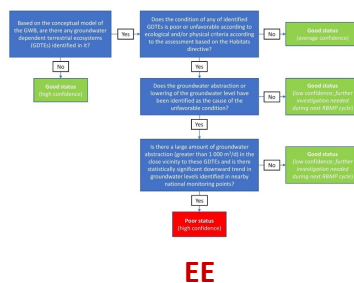 Based on the conceptual model of
the GWB, are there any groundwater
dependent terrestrial ecosystems
(GDTEs) identified in it?
Yes
Does the condition of any of identified
GDTEs is poor or unfavorable according to
ecological and/or physical criteria according
to the assessment based on the Habitats
directive?
No
Good status
(average confidence)
No
Good status
(high confidence)
Yes
Does the groundwater abstraction or
lowering of the groundwater level have
been identified as the cause of the
unfavorable condition?
No
Good status
(low confidence_further
investigation needed
during next RBMP cycle)
Yes
Is there a large amount of groundwater
abstraction (greater than 1 000 m³/d) in the
close vicinity to these GDTEs and is there
statistically significant downward trend in
groundwater levels identified in nearby
national monitoring points?
No
Good status
(low confidence_further
investigation needed
during next RBMP cycle)
Yes
Poor status
(high confidence)
EE